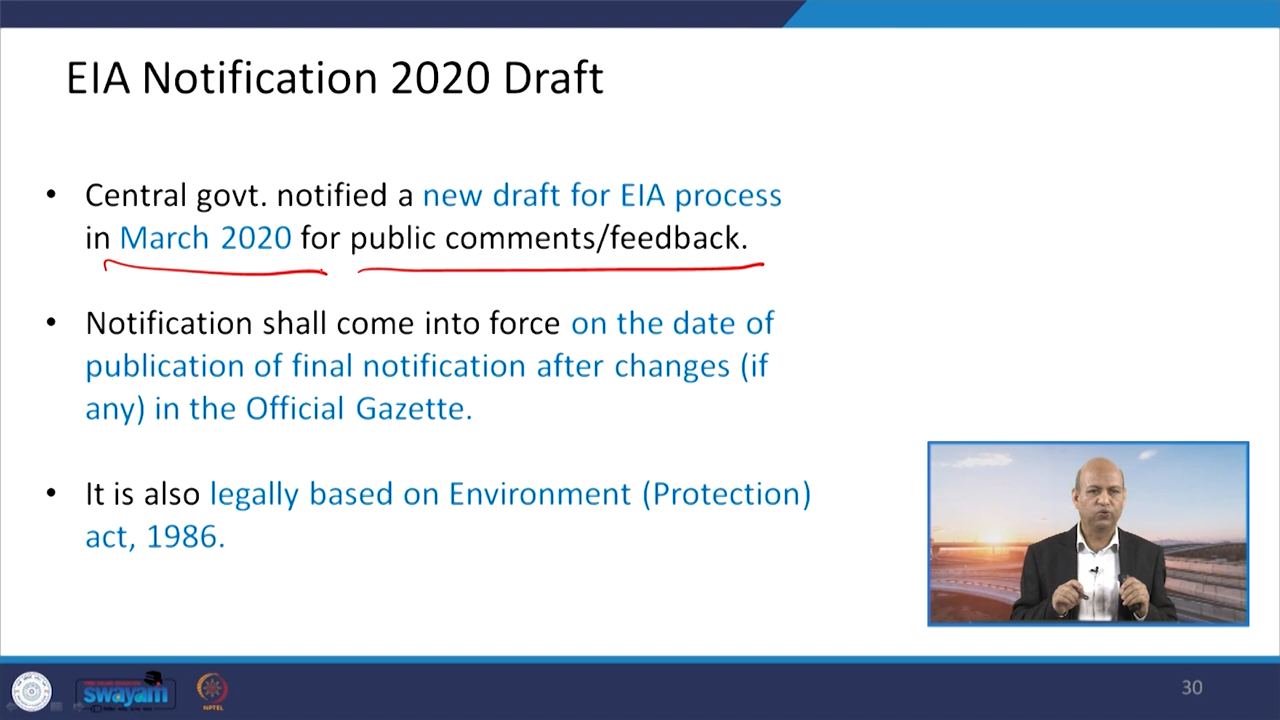 EIA Notification 2020 Draft
• Central govt. notified a new draft for EIA process
in March 2020 for public comments/feedback.
• Notification shall come into force on the date of
publication of final notification after changes (if
any) in the Official Gazette.
• It is also legally based on Environment (Protection)
act, 1986.
swayam
NPTEL
30